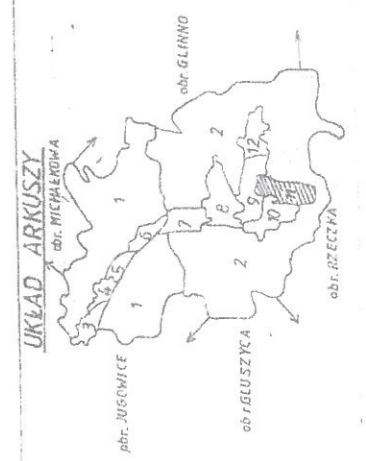 UKŁAD ARKUSZY
obr. MICHAŁKOWA
obr. GLINNO
obr. JUGOWICE
obr. GŁUSZYCA
obr. RZECZKA
1
1
2
2
3
4
5
6
7
8
9
10
11
12